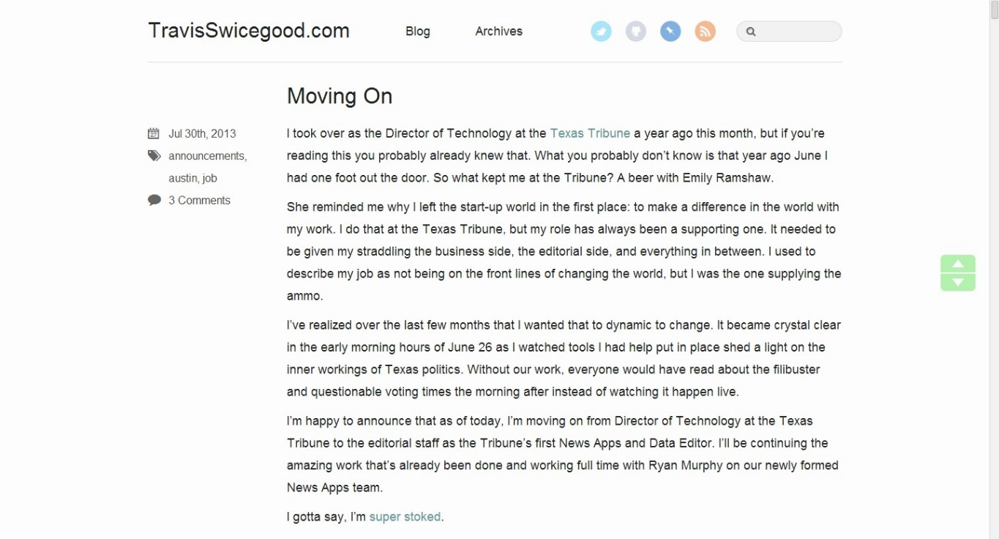 TravisSwicegood.com Blog Archives
Moving On
Jul 30th, 2013
announcements,
austin, job
3 Comments
I took over as the Director of Technology at the Texas Tribune a year ago this month, but if you’re
reading this you probably already knew that. What you probably don’t know is that year ago June I
had one foot out the door. So what kept me at the Tribune? A beer with Emily Ramshaw.
She reminded me why I left the start-up world in the first place: to make a difference in the world with
my work. I do that at the Texas Tribune, but my role has always been a supporting one. It needed to
be given my straddling the business side, the editorial side, and everything in between. I used to
describe my job as not being on the front lines of changing the world, but I was the one supplying the
ammo.
I’ve realized over the last few months that I wanted that to dynamic to change. It became crystal clear
in the early morning hours of June 26 as I watched tools I had help put in place shed a light on the
inner workings of Texas politics. Without our work, everyone would have read about the filibuster
and questionable voting times the morning after instead of watching it happen live.
I’m happy to announce that as of today, I’m moving on from Director of Technology at the Texas
Tribune to the editorial staff as the Tribune’s first News Apps and Data Editor. I’ll be continuing the
amazing work that’s already been done and working full time with Ryan Murphy on our newly formed
News Apps team.
I gotta say, I’m super stoked.